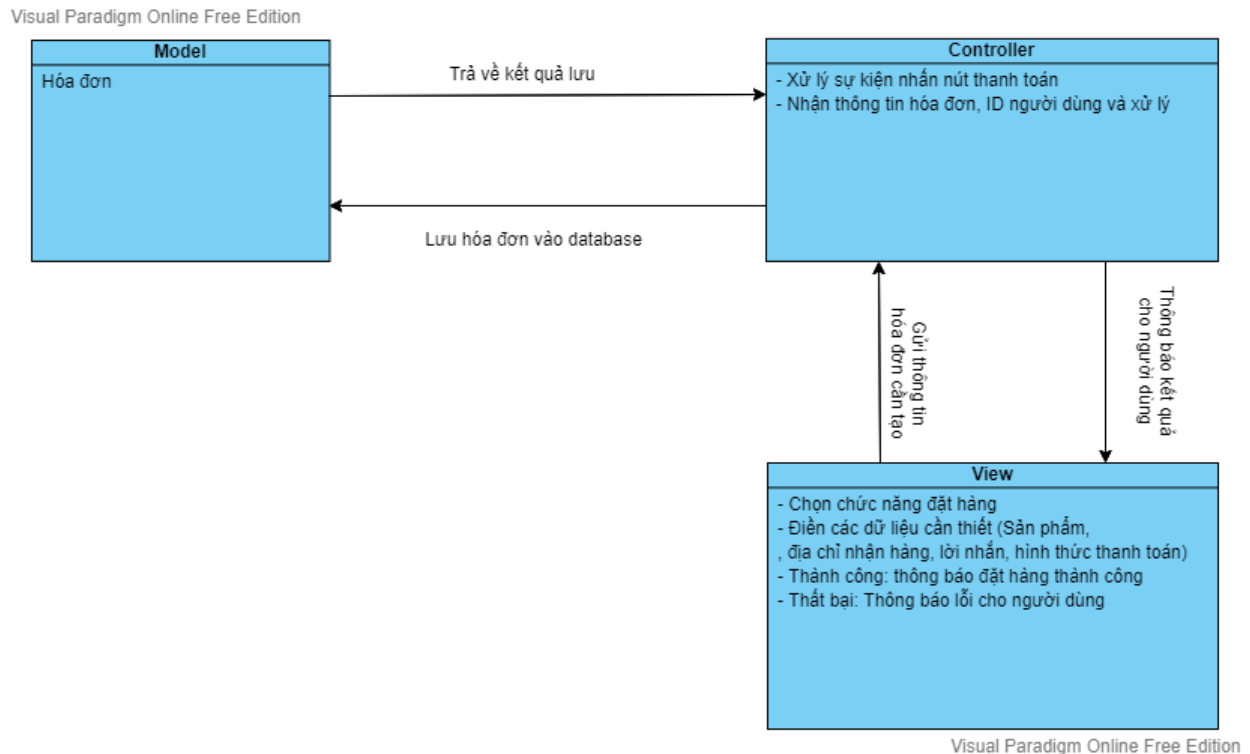 Visual Paradigm Online Free Edition
Model
Hóa đơn
Trả về kết quả lưu
Lưu hóa đơn vào database
Controller
- Xử lý sự kiện nhấn nút thanh toán
- Nhận thông tin hóa đơn, ID người dùng và xử lý
Gửi thông tin
hóa đơn cần tạo
Thông báo kết quả
cho người dùng
View
- Chọn chức năng đặt hàng
- Điền các dữ liệu cần thiết (Sản phẩm,
, địa chỉ nhận hàng, lời nhắn, hình thức thanh toán)
- Thành công: thông báo đặt hàng thành công
- Thất bại: Thông báo lỗi cho người dùng
Visual Paradigm Online Free Edition